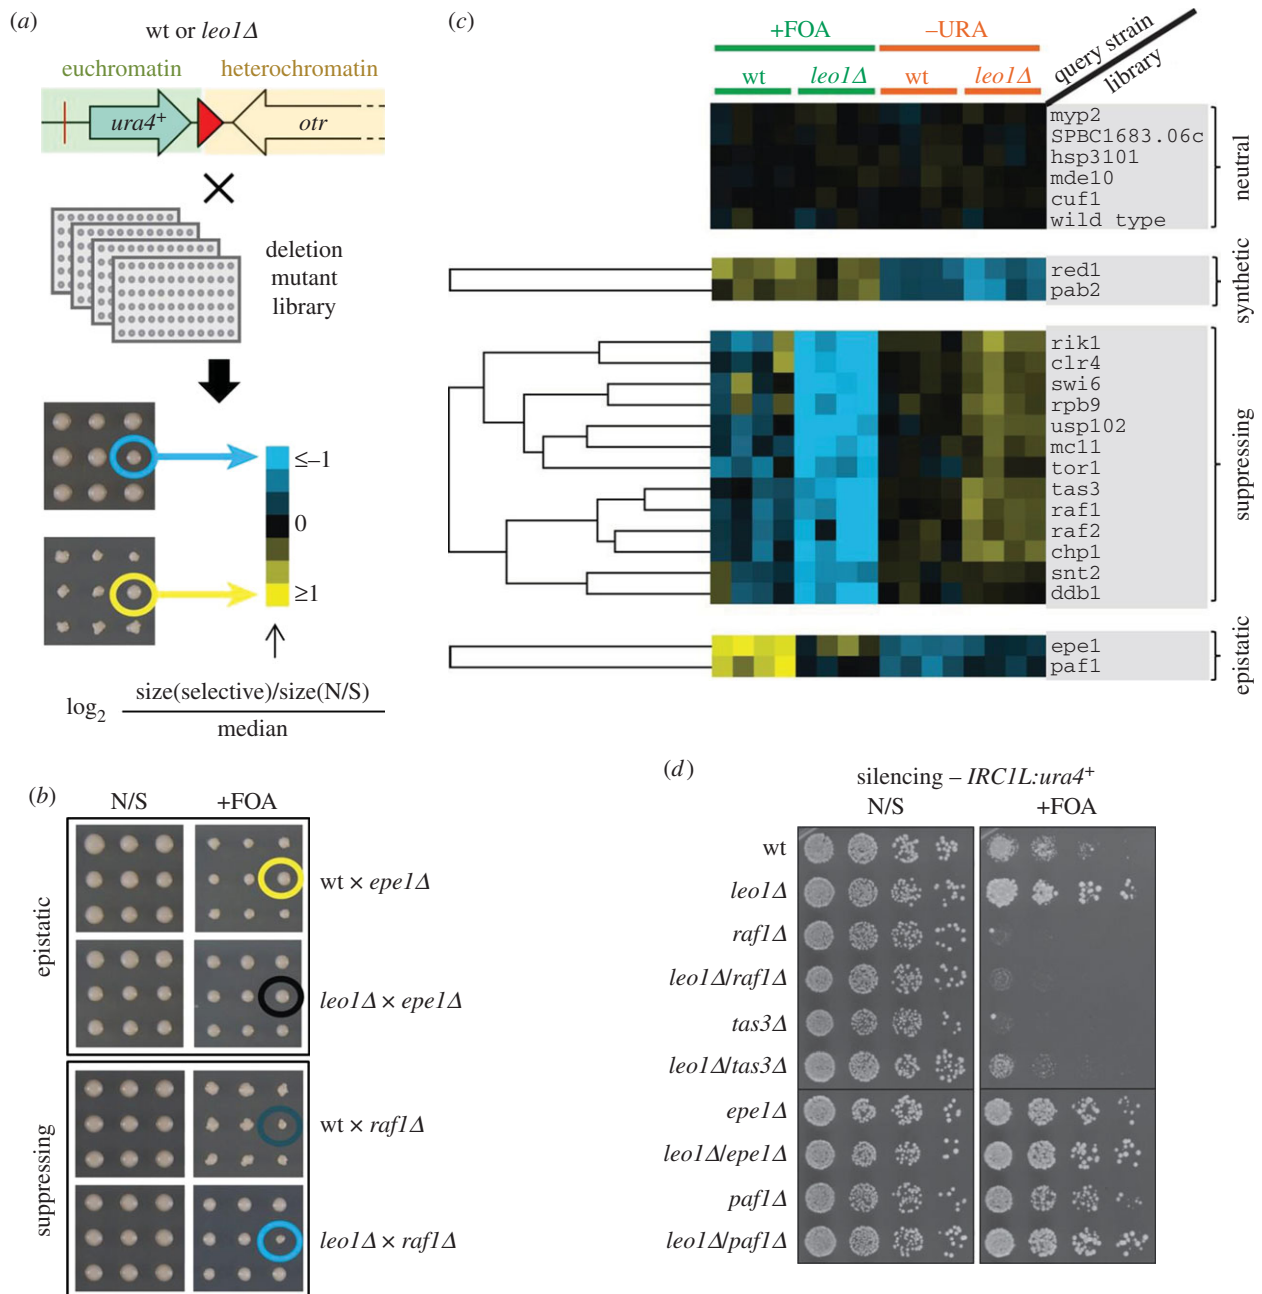 (a)
wt or leo1Δ
euchromatin heterochromatin
ura4⁺ otr
deletion
mutant
library
≤–1
0
≥1
log₂ size(selective)/size(N/S)
median
(b)
N/S +FOA
epistatic
wt × epe1Δ
leo1Δ × epe1Δ
suppressing
wt × raf1Δ
leo1Δ × raf1Δ
(c)
+FOA –URA
wt leo1Δ wt leo1Δ
query strain
library
myp2
SPBC1683.06c
hsp3101
mde10
cuf1
wild type
neutral
red1
pab2
synthetic
rik1
clr4
swi6
rpb9
usp102
mc11
tor1
tas3
raf1
raf2
chp1
snt2
ddb1
suppressing
epe1
paf1
epistatic
(d)
silencing – IRC1L:ura4⁺
N/S +FOA
wt
leo1Δ
raf1Δ
leo1Δ/raf1Δ
tas3Δ
leo1Δ/tas3Δ
epe1Δ
leo1Δ/epe1Δ
paf1Δ
leo1Δ/paf1Δ